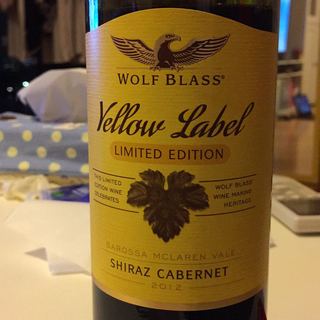 WOLF BLASS®
Yellow Label
LIMITED EDITION
THIS LIMITED
EDITION WINE
CELEBRATES
WOLF BLASS'
WINE MAKING
HERITAGE
BAROSSA MCLAREN VALE
SHIRAZ CABERNET
2012